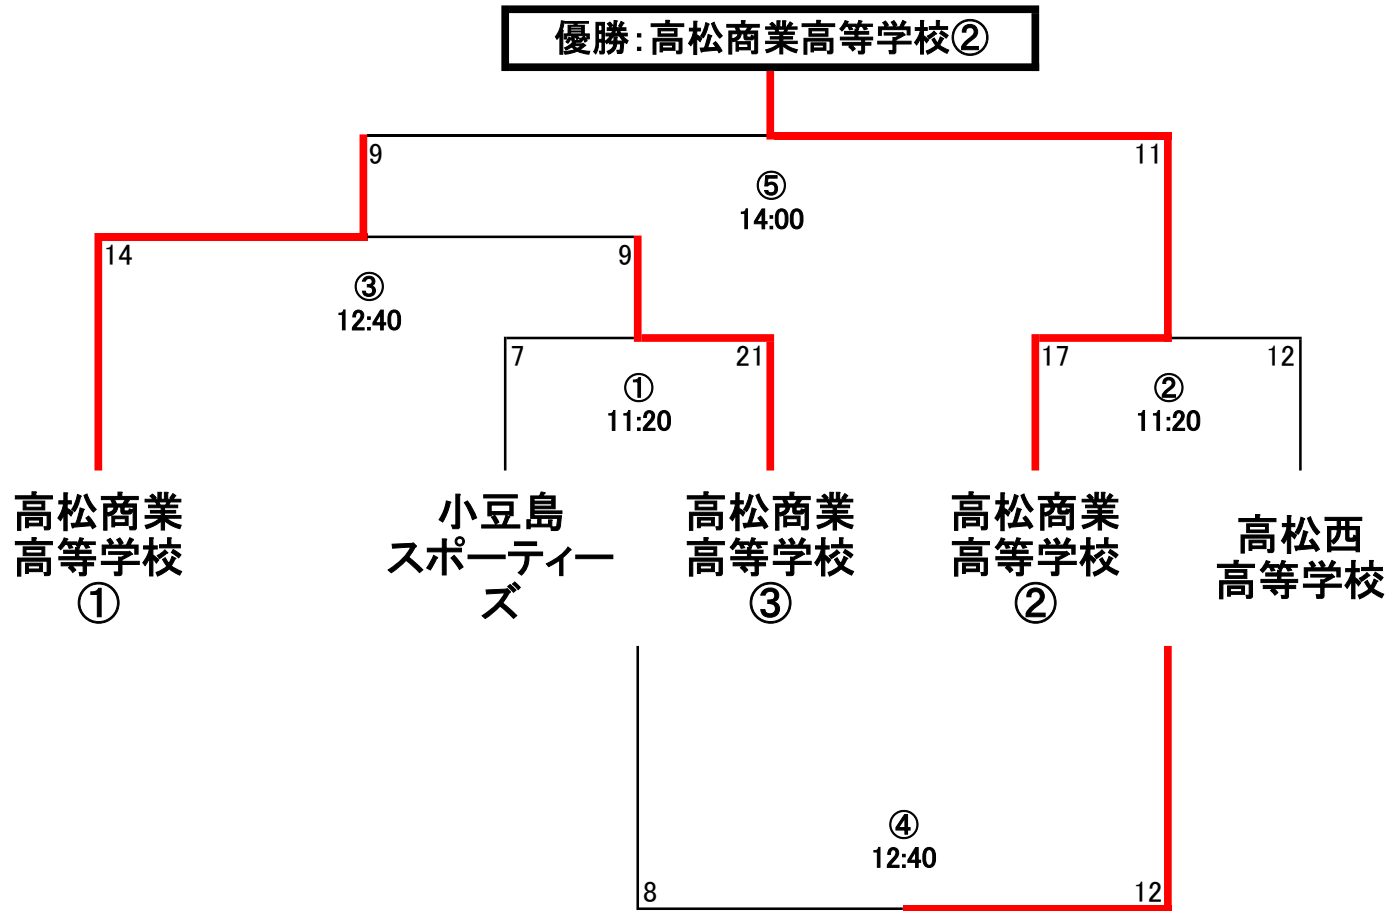 優勝：高松商業高等学校②
9
11
⑤
14:00
14
9
③
12:40
7
21
17
12
①
11:20
②
11:20
高松商業
高等学校
①
小豆島
スポーティー
ズ
高松商業
高等学校
③
高松商業
高等学校
②
高松西
高等学校
④
12:40
8
12